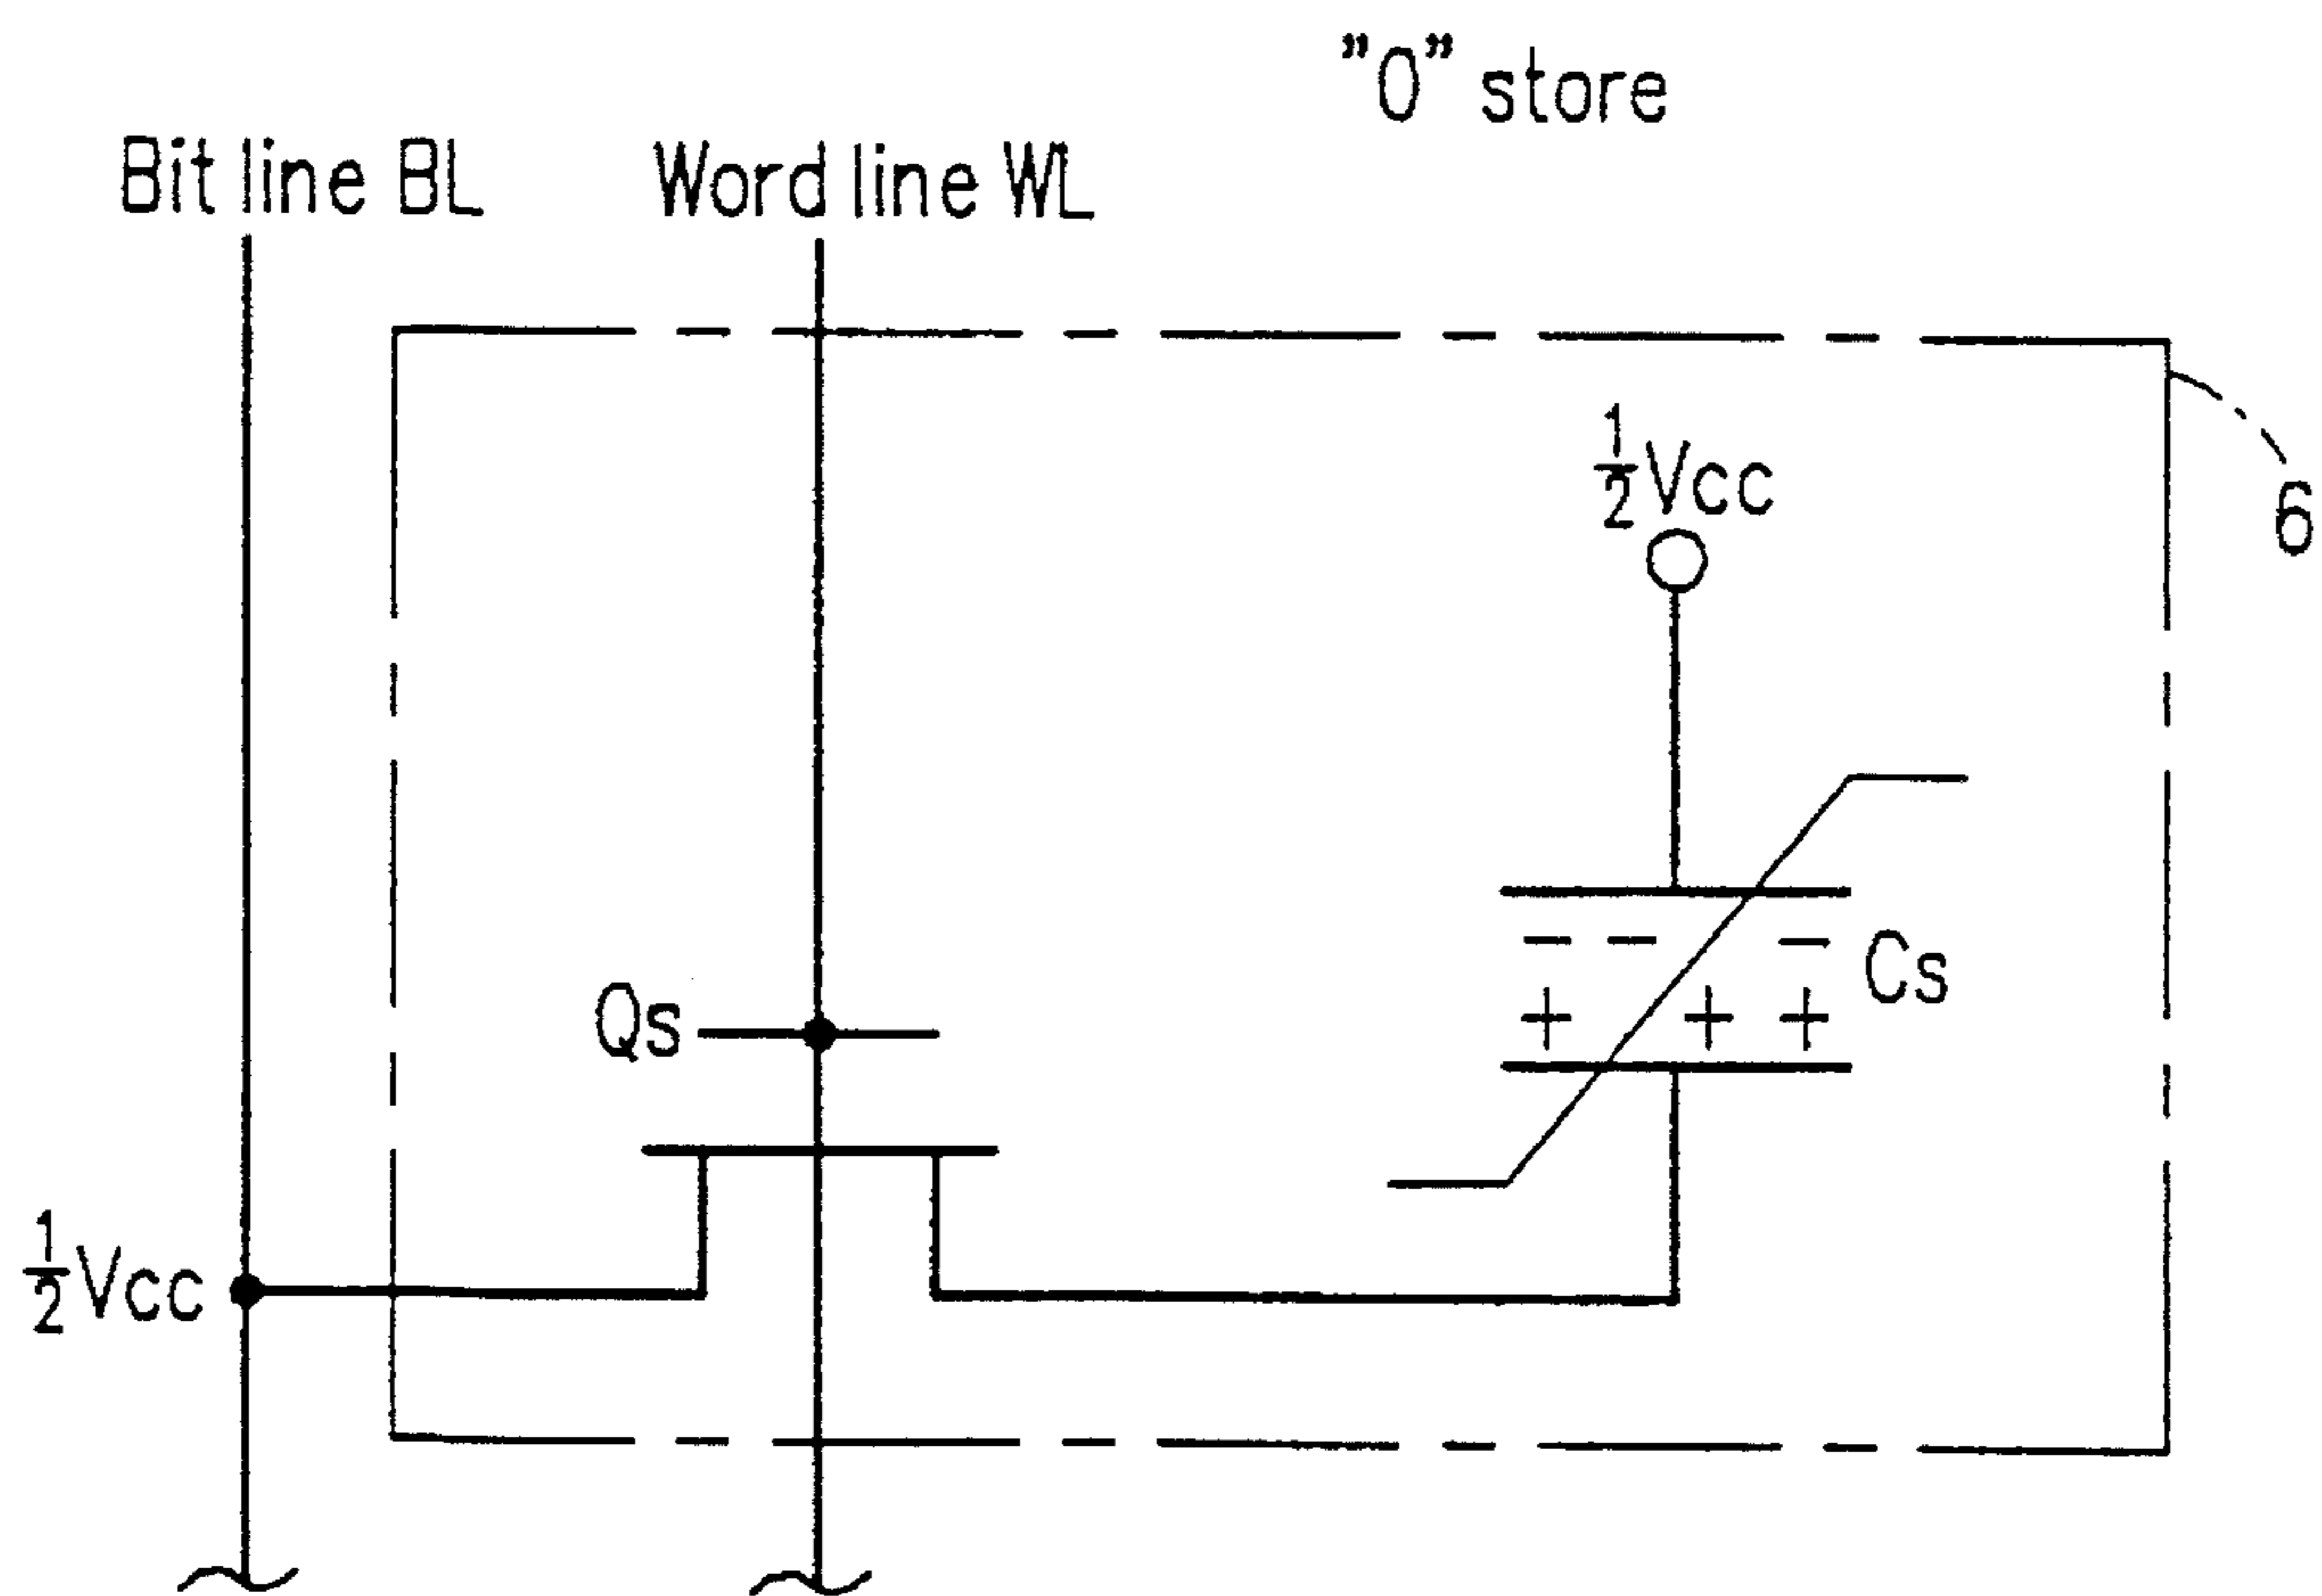 "0" store
Bit line BL
Word line WL
½Vcc
6
Cs
Qs
½Vcc